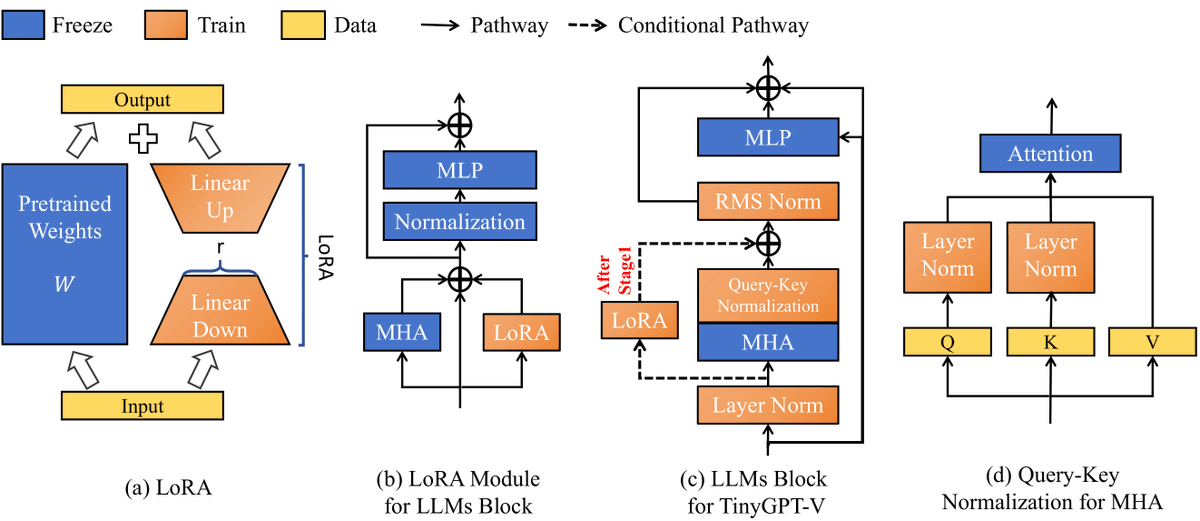 Freeze
Train
Data
Pathway
Conditional Pathway
Output
Pretrained
Weights
W
Linear
Up
r
Linear
Down
LoRA
Input
(a) LoRA
MLP
Normalization
MHA
LoRA
(b) LoRA Module
for LLMs Block
MLP
RMS Norm
After
Stage1
Query-Key
Normalization
LoRA
MHA
Layer Norm
(c) LLMs Block
for TinyGPT-V
Attention
Layer
Norm
Layer
Norm
Q
K
V
(d) Query-Key
Normalization for MHA